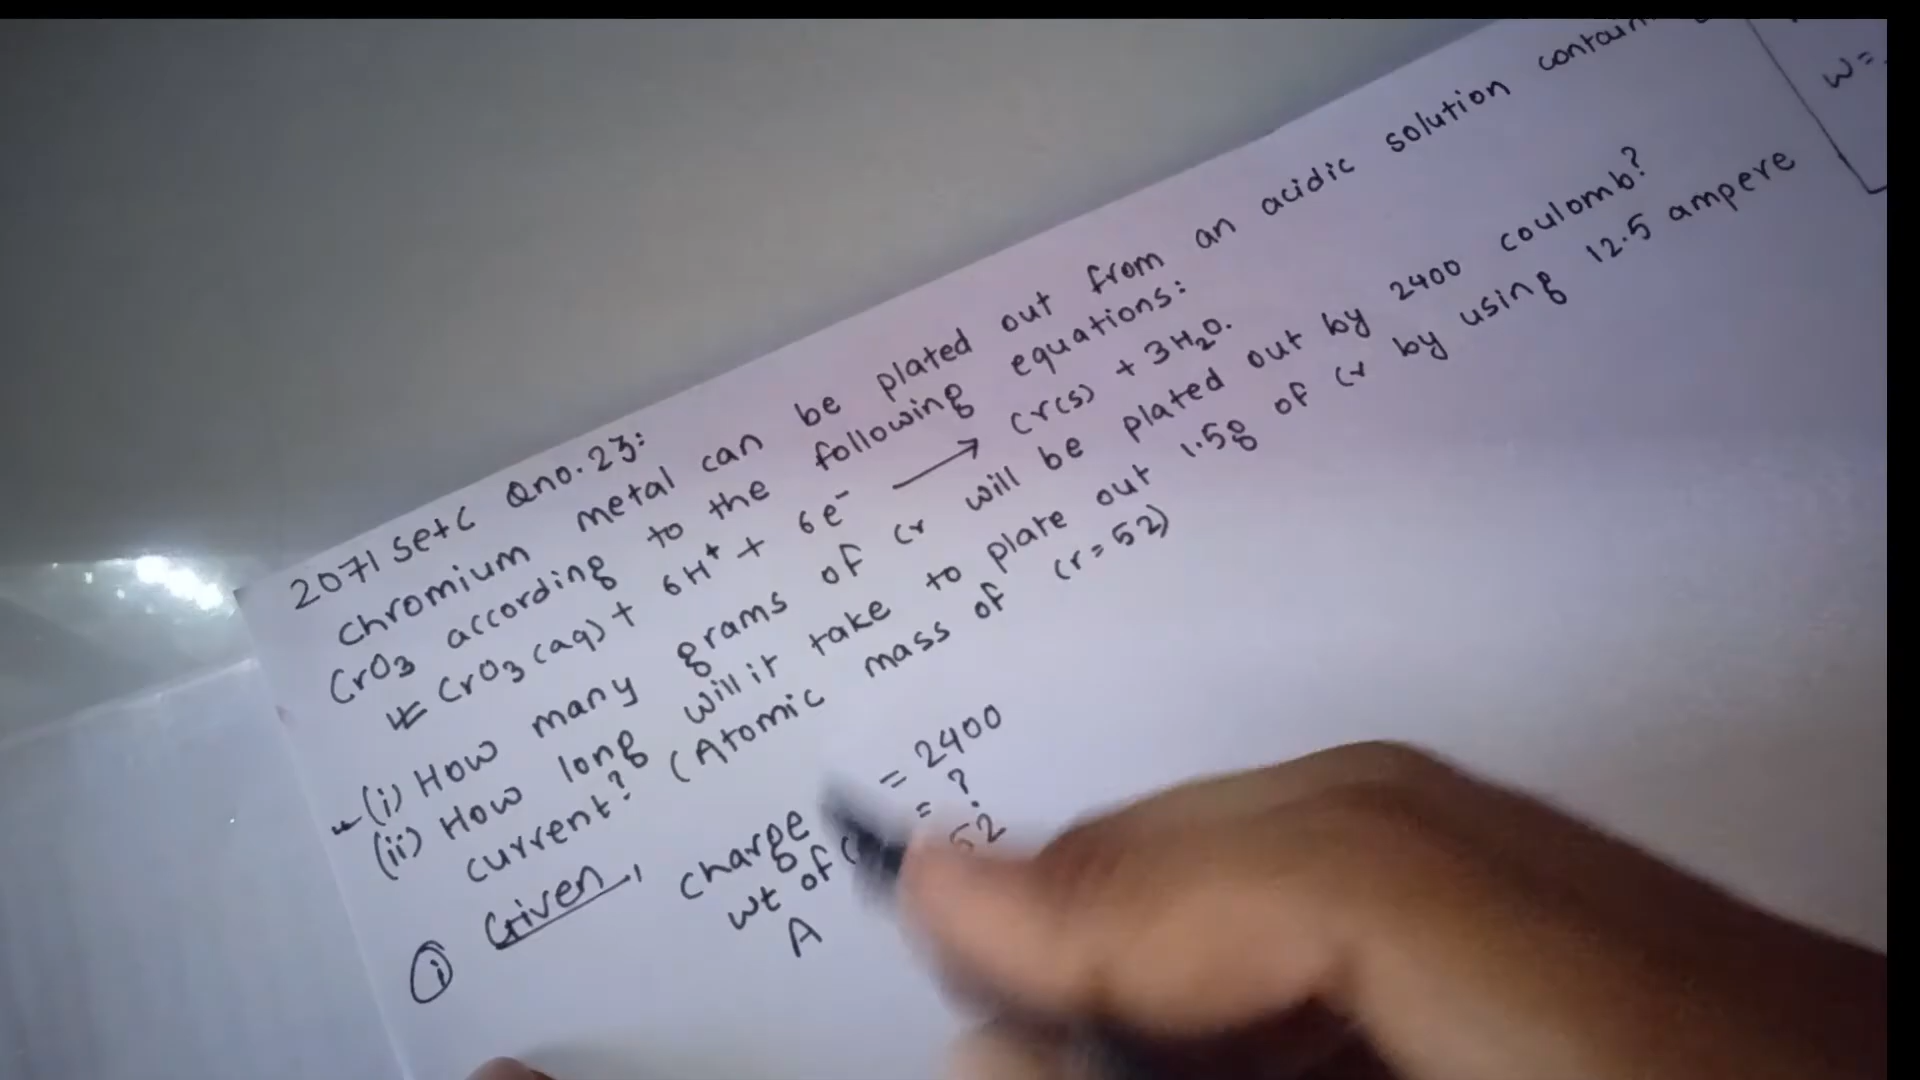 2071 set c Qno.23:
Chromium metal can be plated out from an acidic solution
CrO3 according to the following equations:
CrO3(aq) + 6H+ + 6e- → Cr(s) + 3H2O.
(i) How many grams of Cr will be plated out by 2400 coulomb?
(ii) How long will it take to plate out 1.5g of Cr by using 12.5 ampere
current? (Atomic mass of Cr = 52)
(i) Given, charge = 2400
wt of = ?
A 52
w =